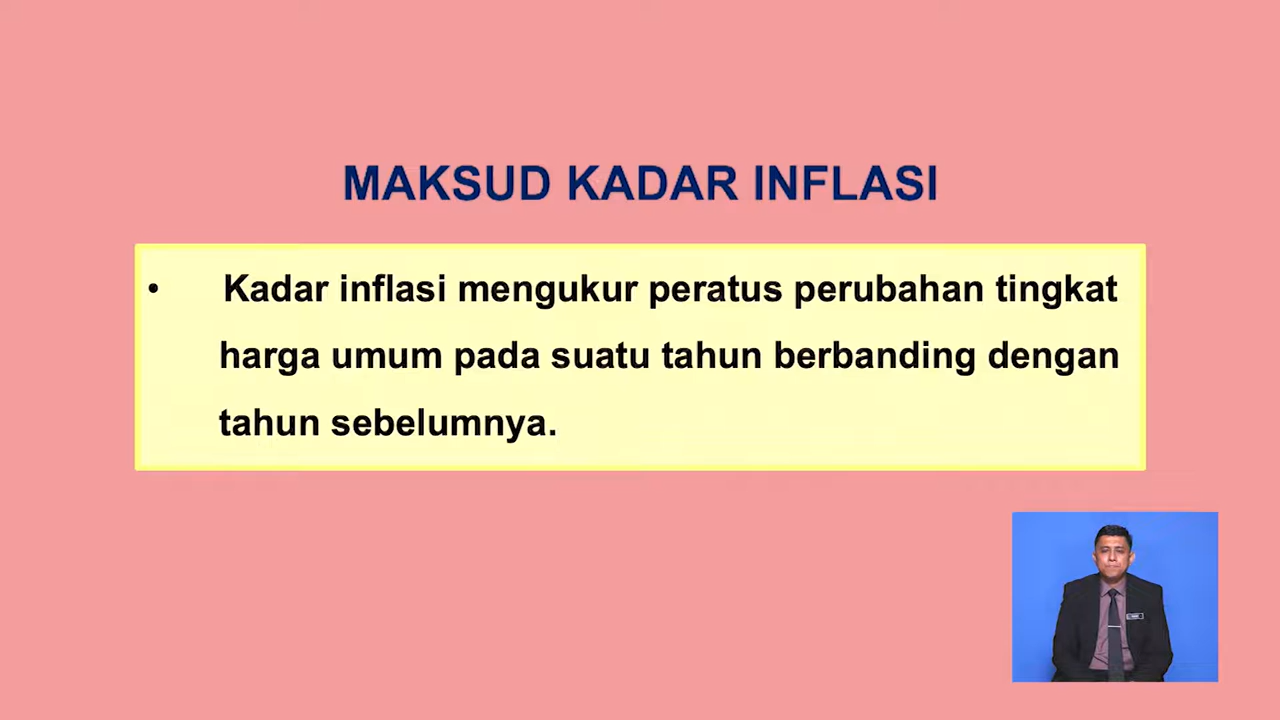 MAKSUD KADAR INFLASI
• Kadar inflasi mengukur peratus perubahan tingkat
harga umum pada suatu tahun berbanding dengan
tahun sebelumnya.